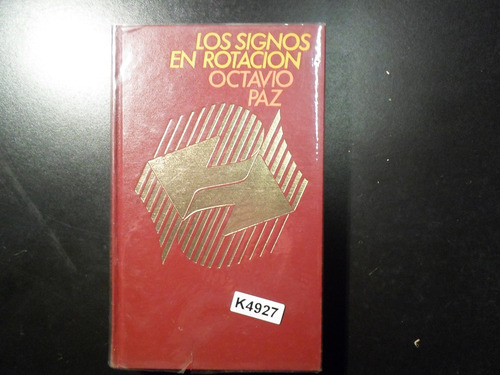 LOS SIGNOS
EN ROTACION
OCTAVIO
PAZ
K4927